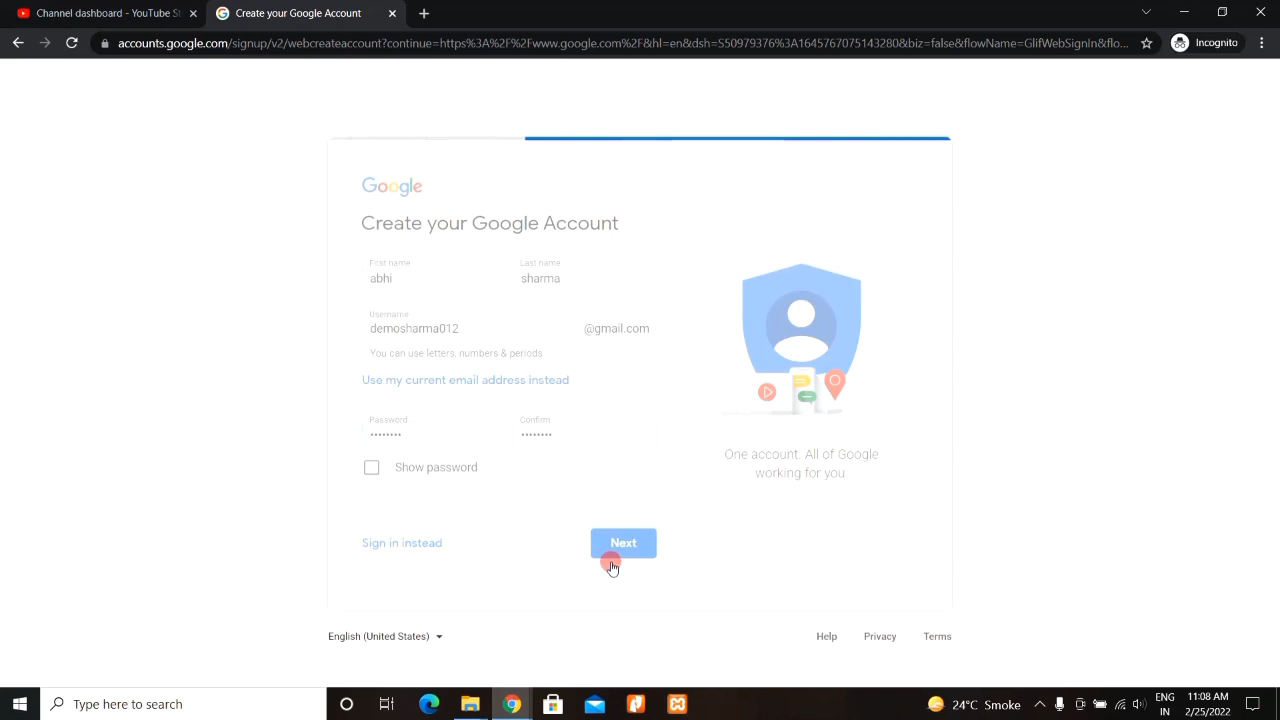 Channel dashboard - YouTube St
Create your Google Account
accounts.google.com/signup/v2/webcreateaccount?continue=https%3A%2F%2Fwww.google.com%2F&hl=en&dsh=S50979376%3A1645767075143280&biz=false&flowName=GlifWebSignIn&flo...
Incognito
Google
Create your Google Account
First name
Last name
abhi
sharma
Username
demosharma012
@gmail.com
You can use letters, numbers & periods
Use my current email address instead
Password
Confirm
••••••••
••••••••
Show password
One account. All of Google
working for you.
Sign in instead
Next
English (United States)
Help
Privacy
Terms
Type here to search
24°C Smoke
ENG
IN
11:08 AM
2/25/2022